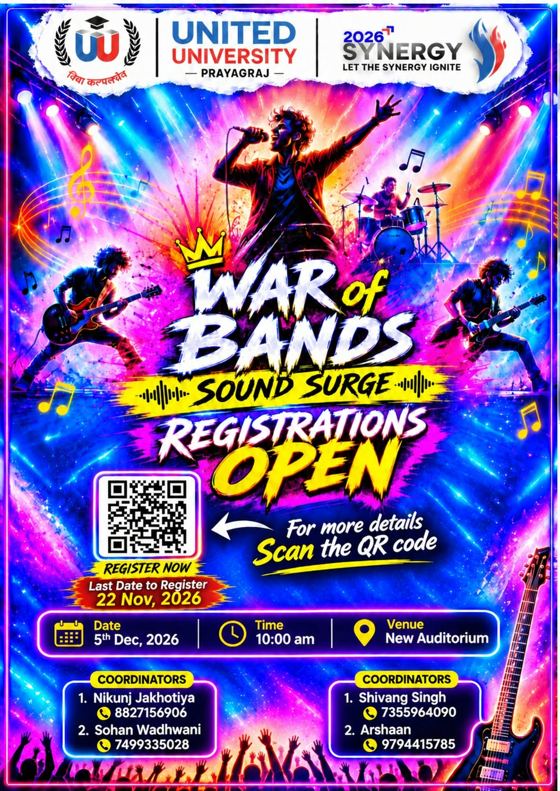 UNITED
UNIVERSITY
— PRAYAGRAJ —
विद्या कल्पलतेव
2026
SYNERGY
LET THE SYNERGY IGNITE
WAR of
BANDS
SOUND SURGE
REGISTRATIONS
OPEN
For more details
Scan the QR code
REGISTER NOW
Last Date to Register
22 Nov, 2026
Date
5th Dec, 2026
Time
10:00 am
Venue
New Auditorium
COORDINATORS
1. Nikunj Jakhotiya
8827156906
2. Sohan Wadhwani
7499335028
COORDINATORS
1. Shivang Singh
7355964090
2. Arshaan
9794415785